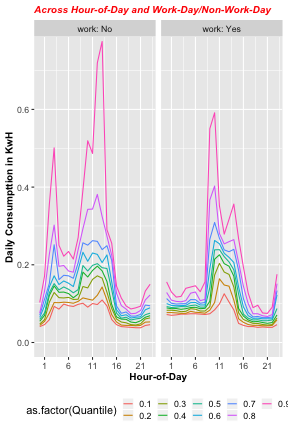 Across Hour-of-Day and Work-Day/Non-Work-Day
work: No
work: Yes
Daily Consumpttion in KwH
0.6
0.4
0.2
0.0
1 6 11 16 21
1 6 11 16 21
Hour-of-Day
as.factor(Quantile)
0.1 0.3 0.5 0.7 0.9
0.2 0.4 0.6 0.8